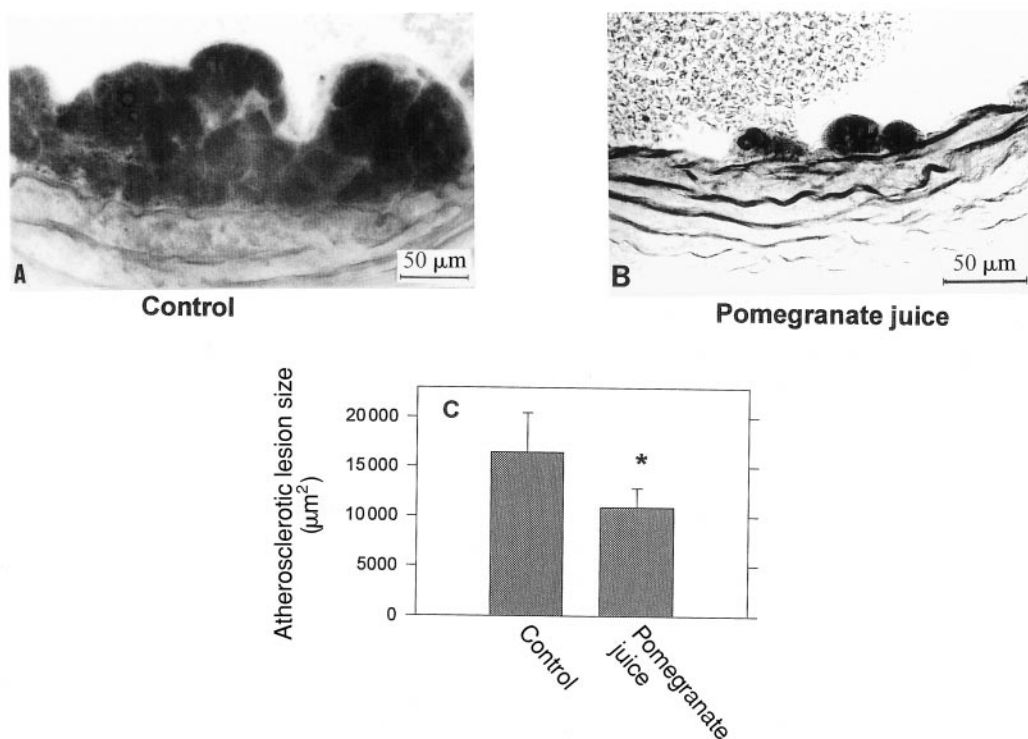 A
50 μm
Control
B
50 μm
Pomegranate juice
Atherosclerotic lesion size
(μm²)
C
20000
15000
10000
5000
0
*
Control
Pomegranate
juice